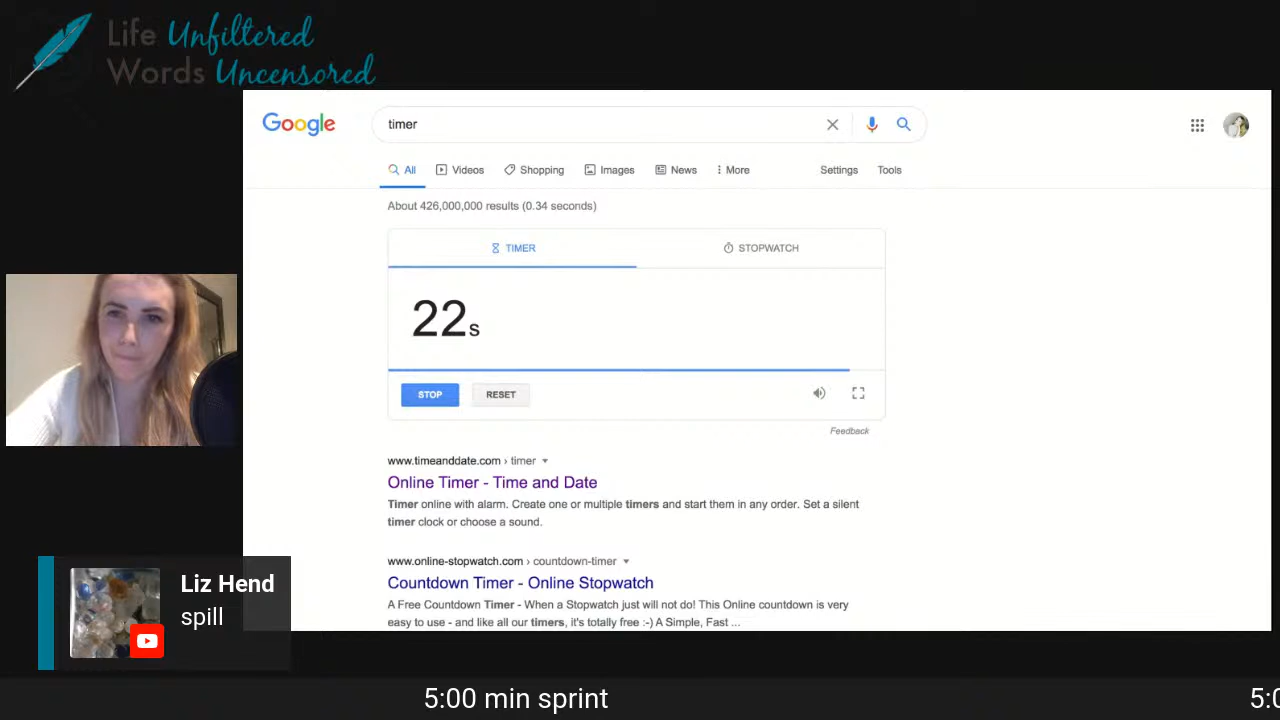 Life Unfiltered
Words Uncensored
Google
timer
All
Videos
Shopping
Images
News
More
Settings
Tools
About 426,000,000 results (0.34 seconds)
TIMER
STOPWATCH
22s
STOP
RESET
Feedback
www.timeanddate.com › timer
Online Timer - Time and Date
Timer online with alarm. Create one or multiple timers and start them in any order. Set a silent
timer clock or choose a sound.
www.online-stopwatch.com › countdown-timer
Countdown Timer - Online Stopwatch
A Free Countdown Timer - When a Stopwatch just will not do! This Online countdown is very
easy to use - and like all our timers, it's totally free :-) A Simple, Fast ...
Liz Hend
spill
5:00 min sprint